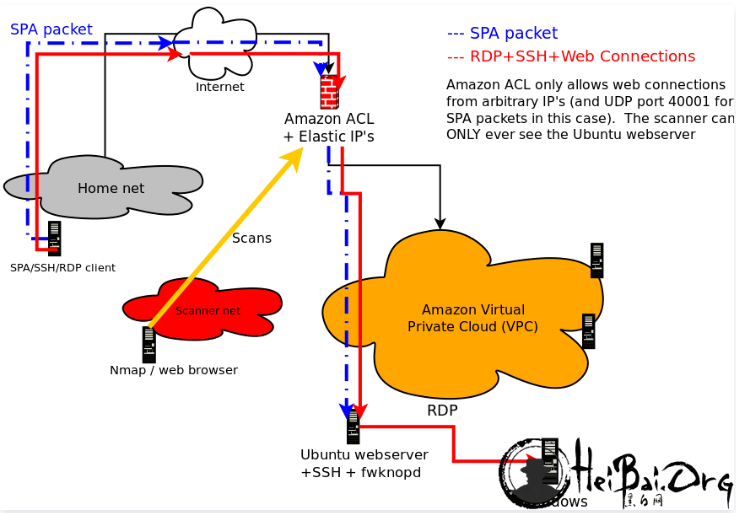 SPA packet
--- SPA packet
--- RDP+SSH+Web Connections
Internet
Amazon ACL only allows web connections
from arbitrary IP's (and UDP port 40001 for
SPA packets in this case).  The scanner can
ONLY ever see the Ubuntu webserver
Amazon ACL
+ Elastic IP's
Home net
Scans
SPA/SSH/RDP client
Scanner net
Amazon Virtual
Private Cloud (VPC)
Nmap / web browser
RDP
Ubuntu webserver
+SSH + fwknopd
HeiBai.Org
黑白网